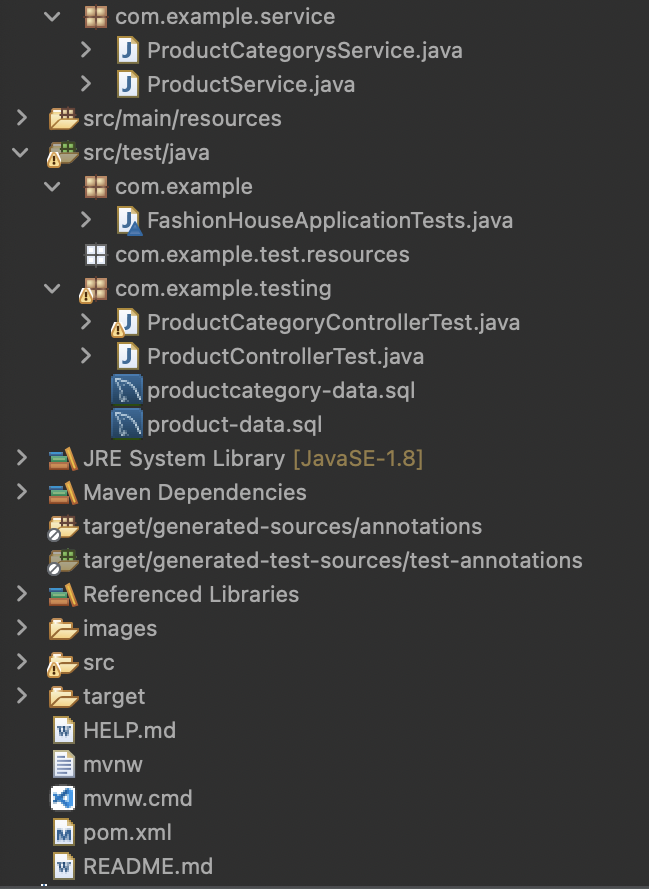 com.example.service
ProductCategorysService.java
ProductService.java
src/main/resources
src/test/java
com.example
FashionHouseApplicationTests.java
com.example.test.resources
com.example.testing
ProductCategoryControllerTest.java
ProductControllerTest.java
productcategory-data.sql
product-data.sql
JRE System Library [JavaSE-1.8]
Maven Dependencies
target/generated-sources/annotations
target/generated-test-sources/test-annotations
Referenced Libraries
images
src
target
HELP.md
mvnw
mvnw.cmd
pom.xml
README.md